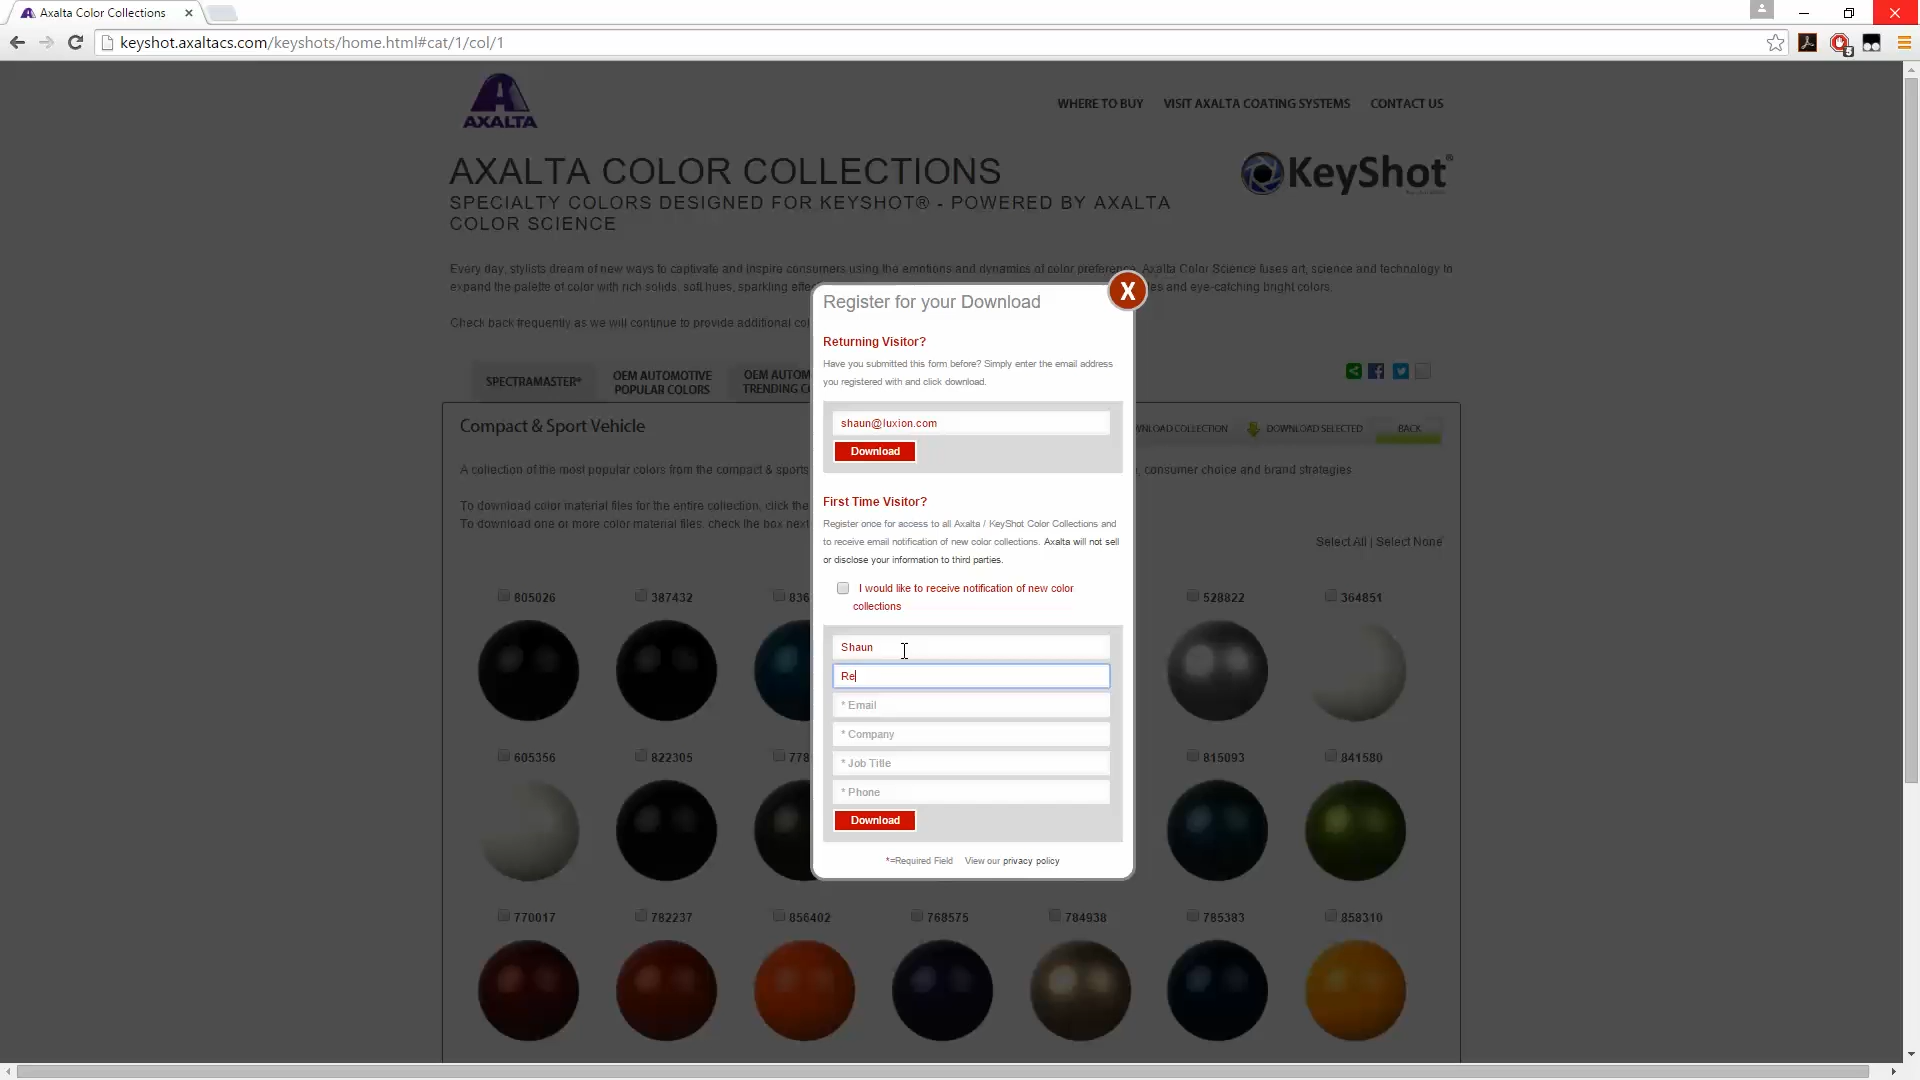 Axalta Color Collections
keyshot.axaltacs.com/keyshots/home.html#cat/1/col/1
AXALTA
WHERE TO BUY VISIT AXALTA COATING SYSTEMS CONTACT US
AXALTA COLOR COLLECTIONS
KeyShot®
SPECIALTY COLORS DESIGNED FOR KEYSHOT® - POWERED BY AXALTA
COLOR SCIENCE
Every day, stylists dream of new ways to captivate and inspire consumers using the emotions and dynamics of color preference. Axalta Color Science fuses art, science and technology to
expand the palette of color with rich solids, soft hues, sparkling and eye-catching bright colors.
Check back frequently as we will continue to provide additional
SPECTRAMASTER®
OEM AUTOMOTIVE
POPULAR COLORS
OEM AUTOM
TRENDING C
Compact & Sport Vehicle
WNLOAD COLLECTION DOWNLOAD SELECTED BACK
A collection of the most popular colors from the compact & sports , consumer choice and brand strategies
To download color material files for the entire collection, click the
To download one or more color material files, check the box next
Select All | Select None
Register for your Download
X
Returning Visitor?
Have you submitted this form before? Simply enter the email address
you registered with and click download.
shaun@luxion.com
Download
First Time Visitor?
Register once for access to all Axalta / KeyShot Color Collections and
to receive email notification of new color collections. Axalta will not sell
or disclose your information to third parties.
I would like to receive notification of new color
collections
Shaun
Re
* Email
* Company
* Job Title
* Phone
Download
*=Required Field View our privacy policy
805026 387432 836 528822 364851
605356 822305 778 815093 841580
770017 782237 856402 768575 784938 785383 858310